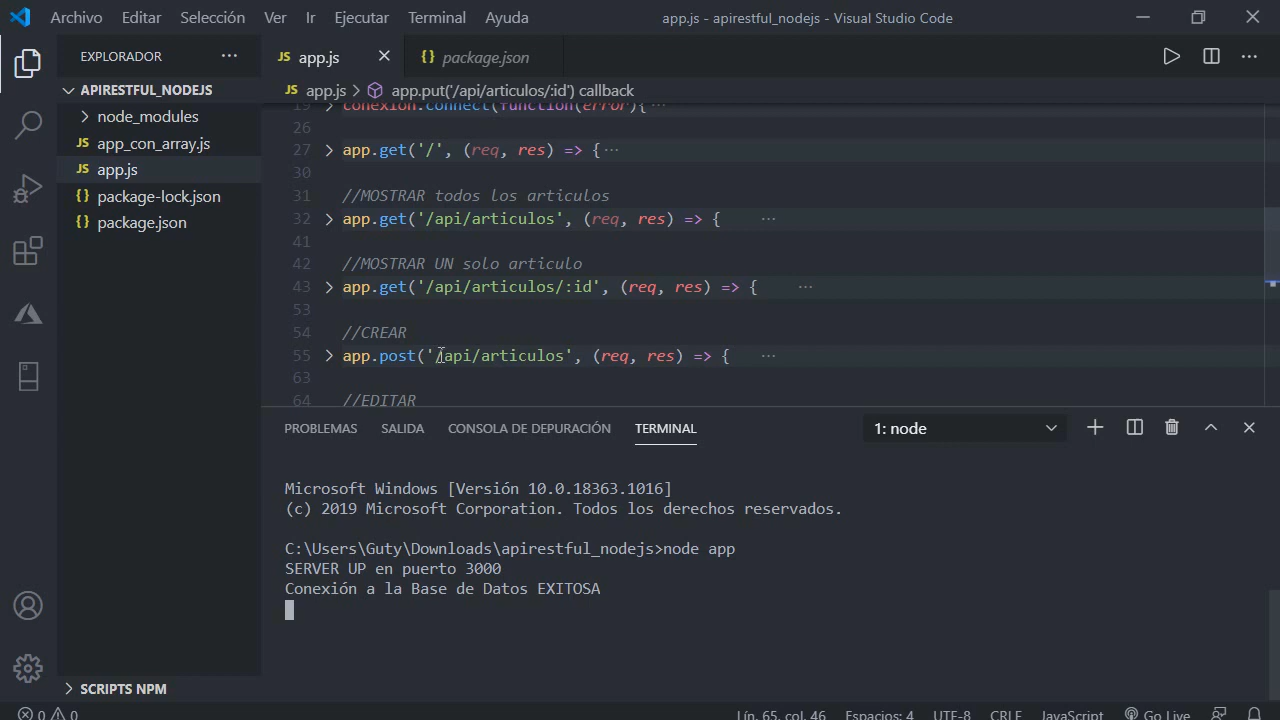 Archivo Editar Selección Ver Ir Ejecutar Terminal Ayuda app.js - apirestful_nodejs - Visual Studio Code
EXPLORADOR ···
APIRESTFUL_NODEJS
node_modules
JS app_con_array.js
JS app.js
{} package-lock.json
{} package.json
SCRIPTS NPM
JS app.js
{} package.json
JS app.js > app.put('/api/articulos/:id') callback
19 conexion.connect(function(error){···
26
27 app.get('/', (req, res) => {···
30
31 //MOSTRAR todos los articulos
32 app.get('/api/articulos', (req, res) => { ···
41
42 //MOSTRAR UN solo articulo
43 app.get('/api/articulos/:id', (req, res) => { ···
53
54 //CREAR
55 app.post('/api/articulos', (req, res) => { ···
63
64 //EDITAR
PROBLEMAS SALIDA CONSOLA DE DEPURACIÓN TERMINAL 1: node
Microsoft Windows [Versión 10.0.18363.1016]
(c) 2019 Microsoft Corporation. Todos los derechos reservados.
C:\Users\Guty\Downloads\apirestful_nodejs>node app
SERVER UP en puerto 3000
Conexión a la Base de Datos EXITOSA
0 0 Lín. 65, col. 46 Espacios: 4 UTF-8 CRLF JavaScript Go Live